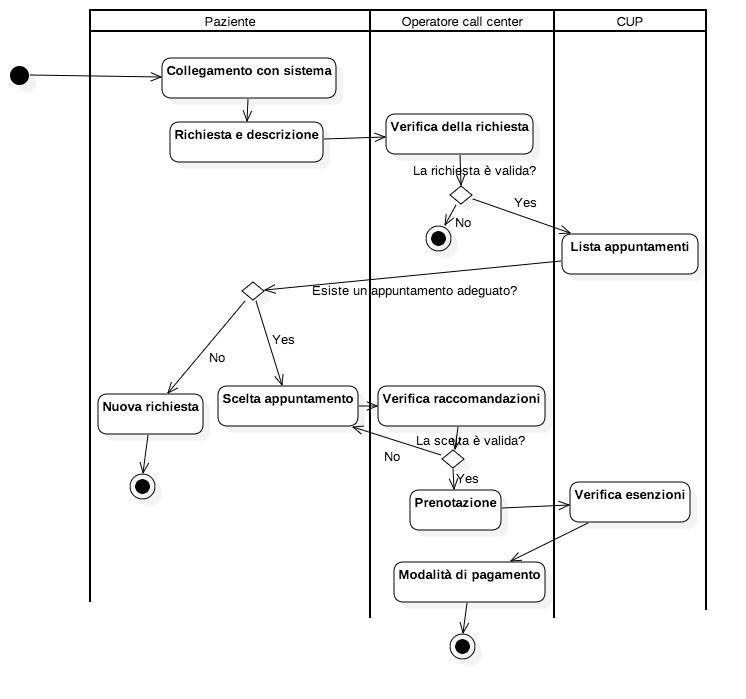 Paziente
Operatore call center
CUP
Collegamento con sistema
Richiesta e descrizione
Verifica della richiesta
La richiesta è valida?
Yes
No
Lista appuntamenti
Esiste un appuntamento adeguato?
Yes
No
Nuova richiesta
Scelta appuntamento
Verifica raccomandazioni
La scelta è valida?
No
Yes
Prenotazione
Verifica esenzioni
Modalità di pagamento